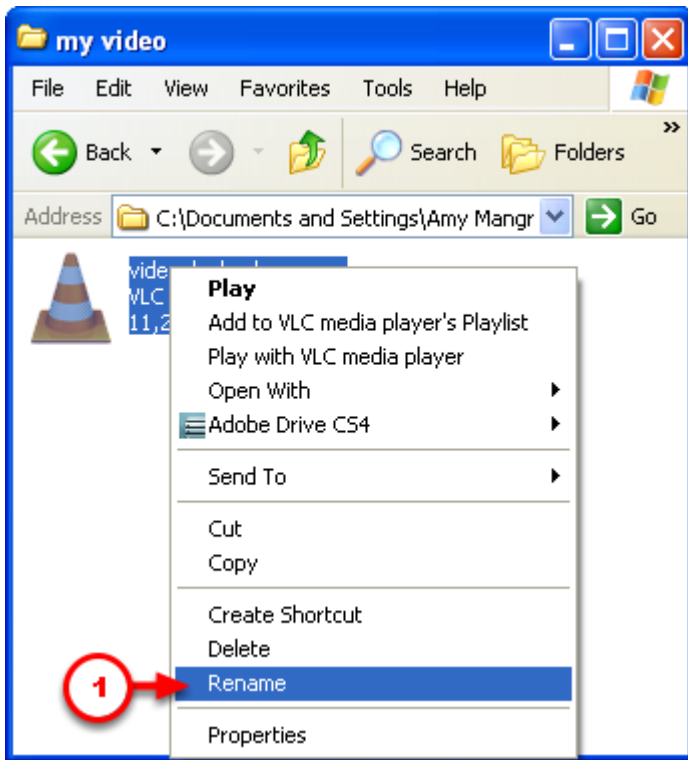 my video
File Edit View Favorites Tools Help
Back Search Folders »
Address C:\Documents and Settings\Amy Mangr Go
VLC
11,2
Play
Add to VLC media player's Playlist
Play with VLC media player
Open With
Adobe Drive CS4
Send To
Cut
Copy
Create Shortcut
Delete
1 Rename
Properties